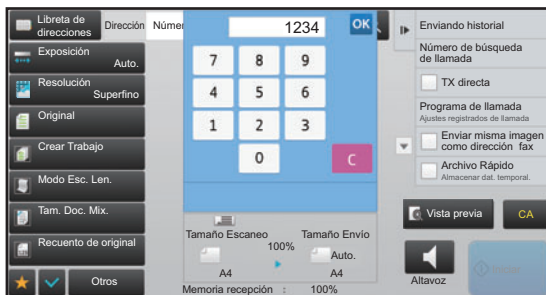 Libreta de
direcciones
Dirección
Númer
1234
OK
Enviando historial
Exposición
Auto.
Número de búsqueda
de llamada
7 8 9
Resolución
Superfino
TX directa
4 5 6
Original
Programa de llamada
Ajustes registrados de llamada
1 2 3
Crear Trabajo
Enviar misma imagen
como dirección fax
0 C
Modo Esc. Len.
Archivo Rápido
Almacenar dat. temporal.
Tam. Doc. Mix.
Vista previa
CA
Tamaño Escaneo
Tamaño Envío
100%
Recuento de original
Auto.
A4
A4
Otros
Altavoz
Memoria recepción : 100%